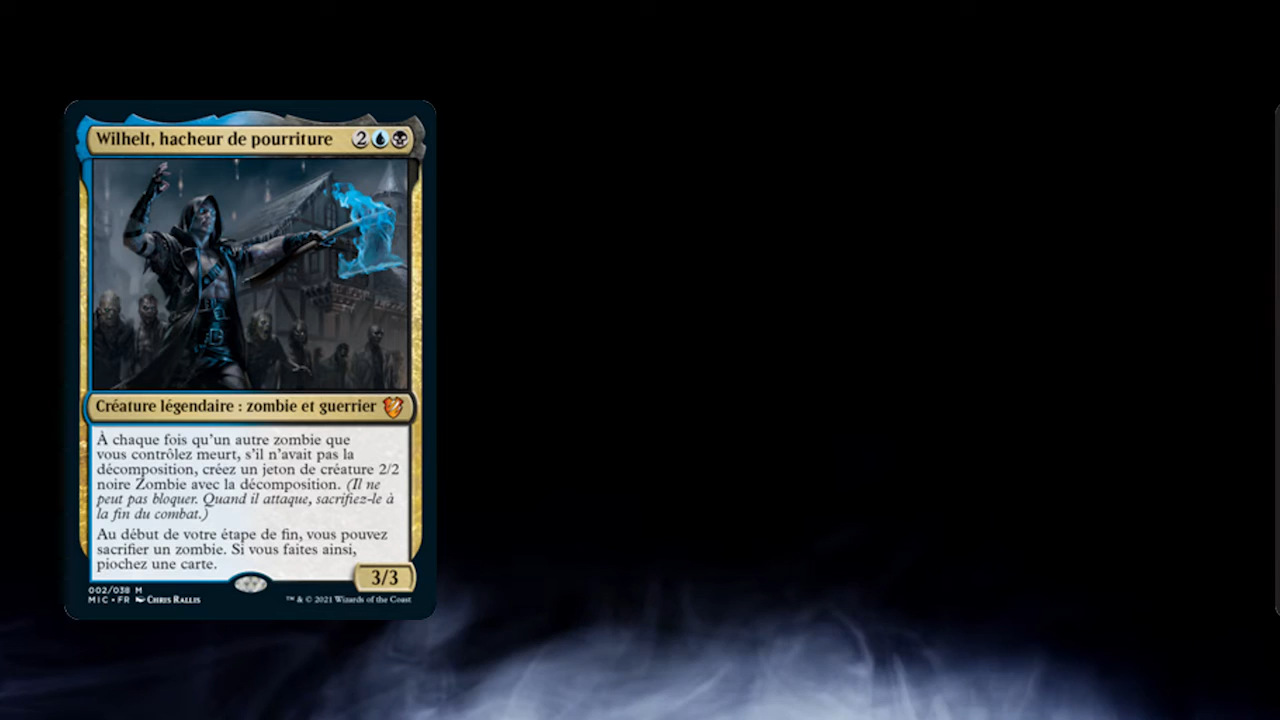 Wilhelt, hacheur de pourriture 2
Créature légendaire : zombie et guerrier
À chaque fois qu'un autre zombie que
vous contrôlez meurt, s'il n'avait pas la
décomposition, créez un jeton de créature 2/2
noire Zombie avec la décomposition. (Il ne
peut pas bloquer. Quand il attaque, sacrifiez-le à
la fin du combat.)
Au début de votre étape de fin, vous pouvez
sacrifier un zombie. Si vous faites ainsi,
piochez une carte.
3/3
002/038 M
MIC • FR Chris Rallis
™ & © 2021 Wizards of the Coast